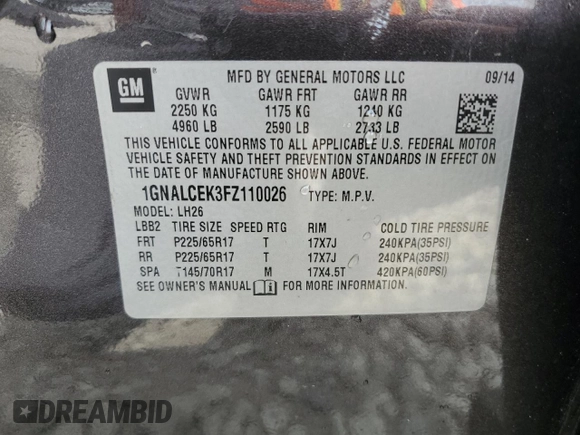 GM
MFD BY GENERAL MOTORS LLC 09/14
GVWR GAWR FRT GAWR RR
2250 KG 1175 KG 1240 KG
4960 LB 2590 LB 2733 LB
THIS VEHICLE CONFORMS TO ALL APPLICABLE U.S. FEDERAL MOTOR
VEHICLE SAFETY AND THEFT PREVENTION STANDARDS IN EFFECT ON
THE DATE OF MANUFACTURE SHOWN ABOVE.
1GNALCEK3FZ110026 TYPE: M.P.V.
MODEL: LH26
LBB2 TIRE SIZE SPEED RTG RIM COLD TIRE PRESSURE
FRT P225/65R17 T 17X7J 240KPA(35PSI)
RR P225/65R17 T 17X7J 240KPA(35PSI)
SPA T145/70R17 M 17X4.5T 420KPA(60PSI)
SEE OWNER'S MANUAL FOR MORE INFORMATION.
DREAMBID